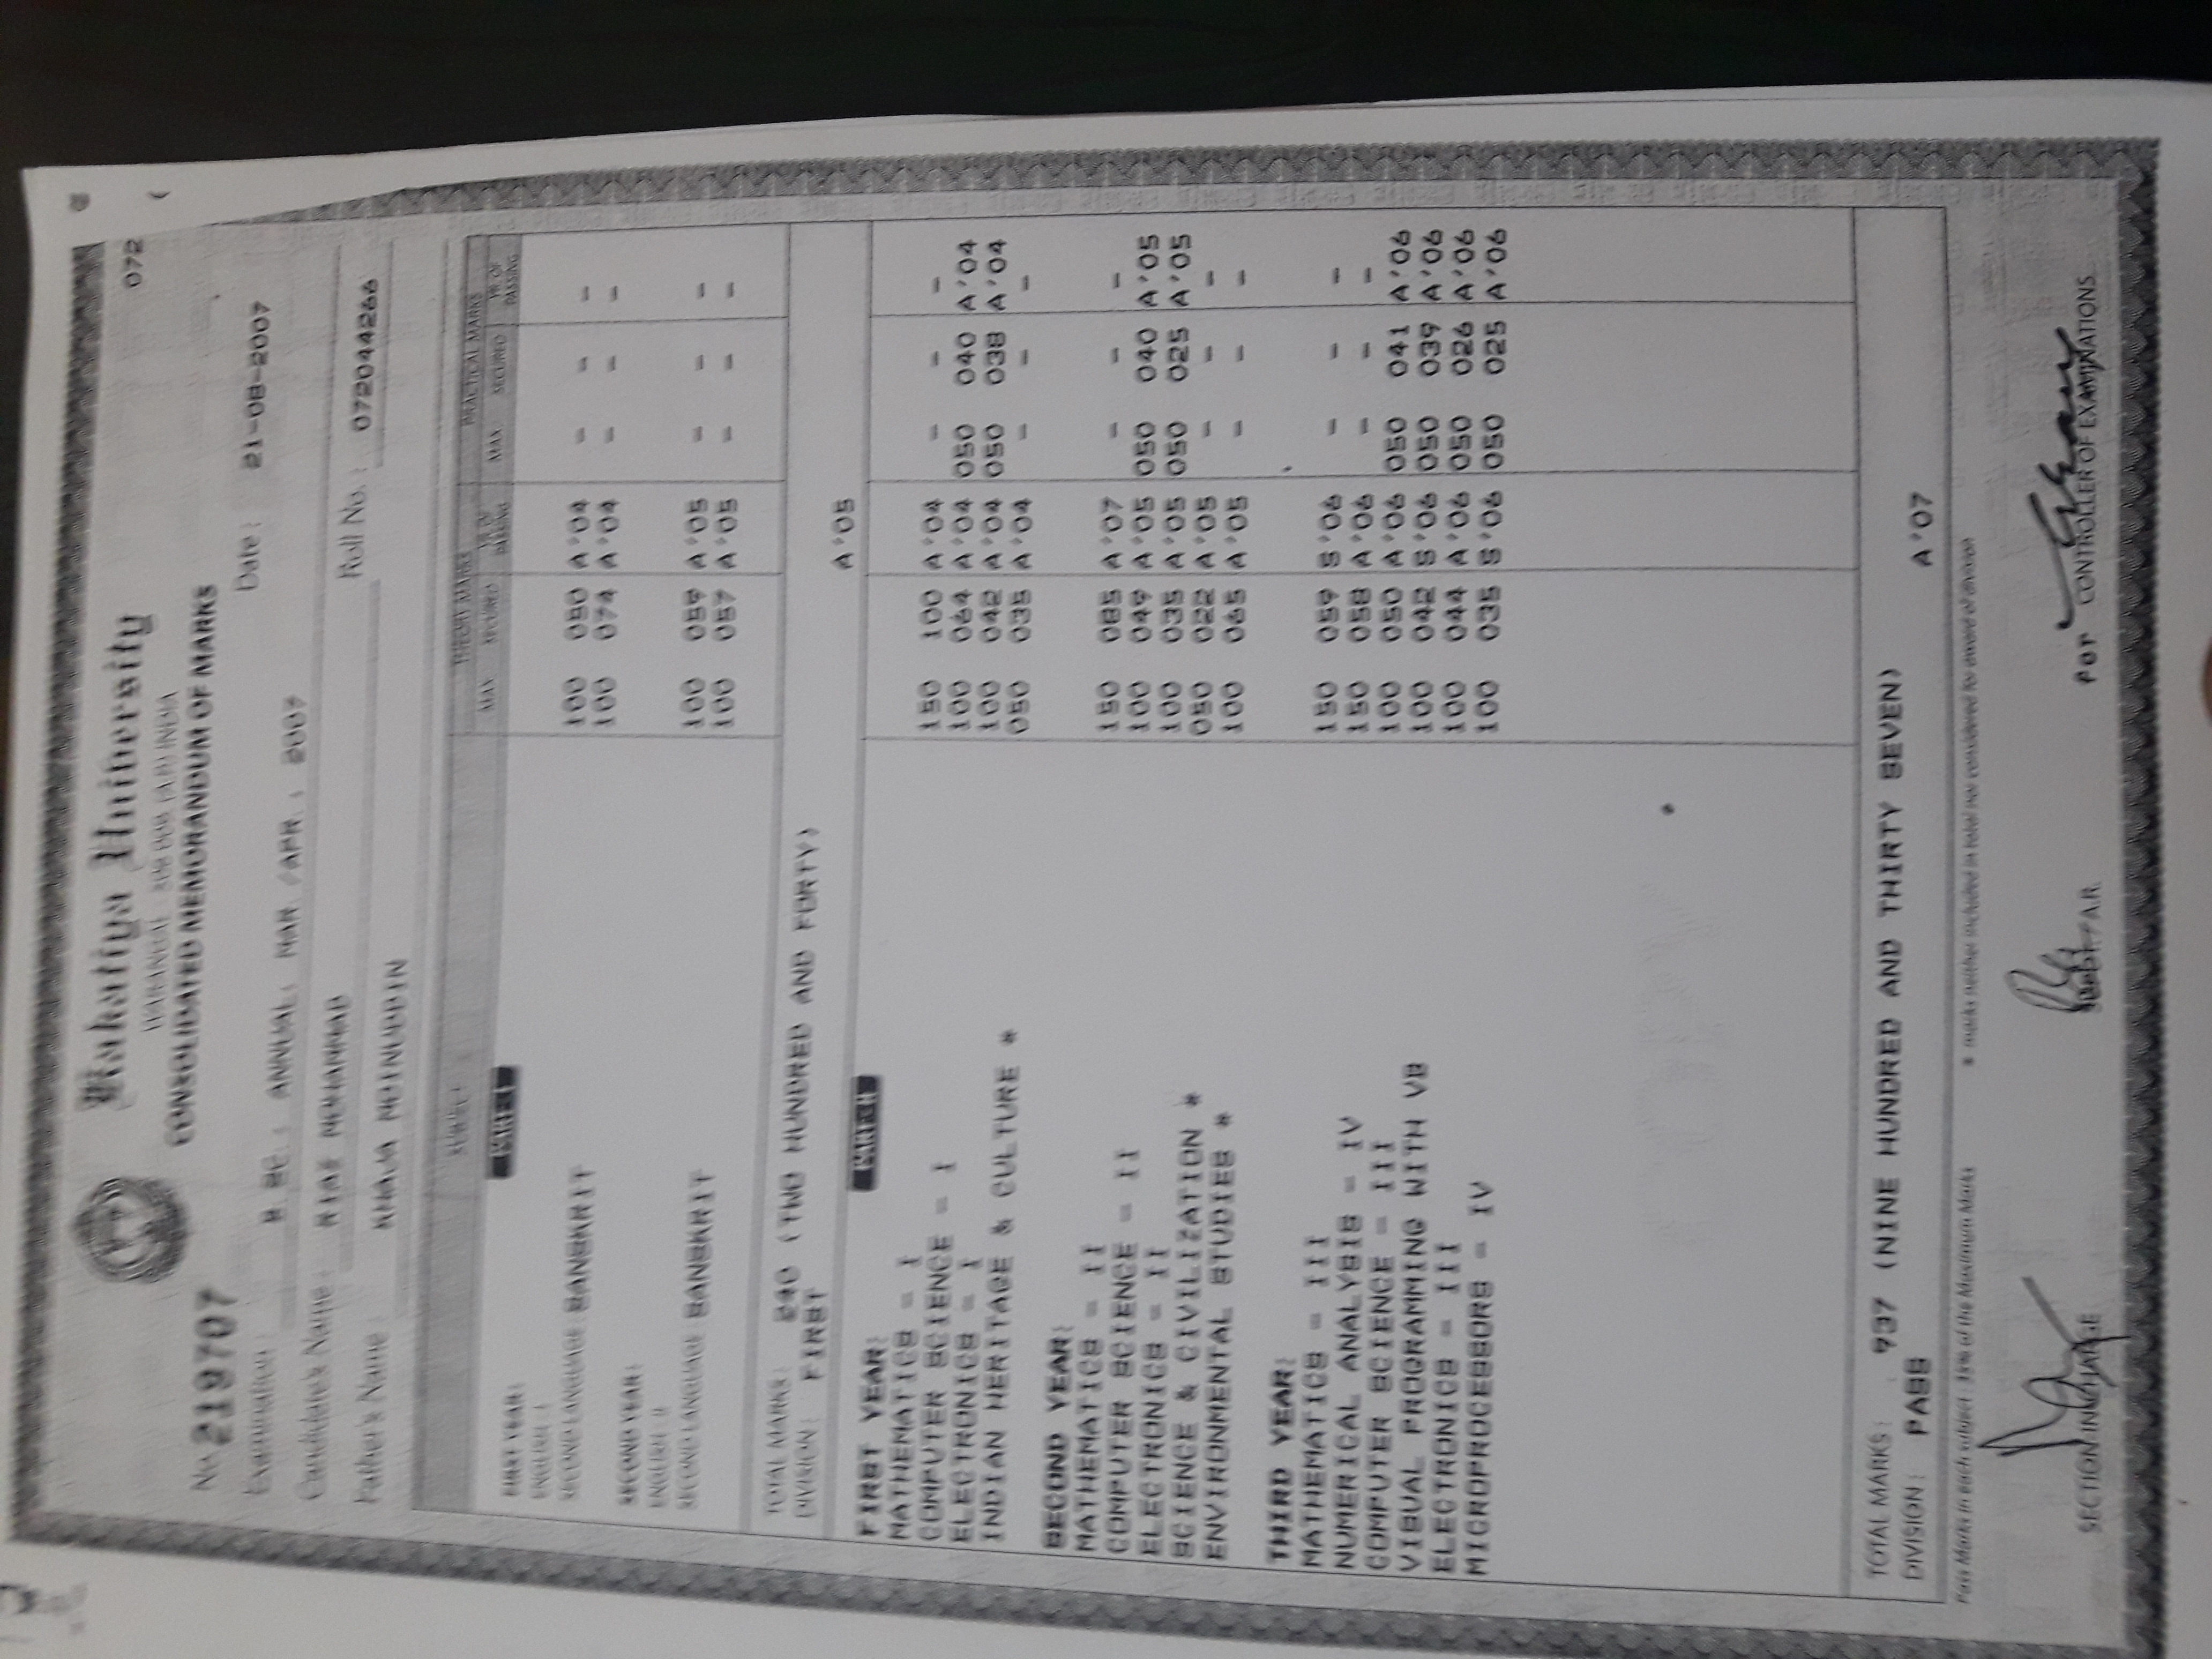 Kakatiya University
072
WARANGAL - 506 009. (A.P.) INDIA
CONSOLIDATED MEMORANDUM OF MARKS
No. 219707
Date : 21-08-2007
Examination : B.SC., ANNUAL, MAR./APR., 2007
Candidate's Name : RIAZ MOHAMMAD
Roll No. : 072044266
Father's Name : KHAJA MOINUDDIN
SUBJECT THEORY MARKS PRACTICAL MARKS
MAX SECURED YR. OF PASSING MAX SECURED YR. OF PASSING
PART-I
FIRST YEAR:
ENGLISH - I 100 050 A'04 - - -
SECOND LANGUAGE: SANSKRIT 100 074 A'04 - - -
SECOND YEAR:
ENGLISH - II 100 059 A'05 - - -
SECOND LANGUAGE: SANSKRIT 100 057 A'05 - - -
TOTAL MARKS: 240 (TWO HUNDRED AND FORTY)
DIVISION: FIRST A'05
PART-II
FIRST YEAR:
MATHEMATICS - I 150 100 A'04 - - -
COMPUTER SCIENCE - I 100 064 A'04 050 040 A'04
ELECTRONICS - I 100 042 A'04 050 038 A'04
INDIAN HERITAGE & CULTURE * 050 035 A'04 - - -
SECOND YEAR:
MATHEMATICS - II 150 085 A'07 - - -
COMPUTER SCIENCE - II 100 049 A'05 050 040 A'05
ELECTRONICS - II 100 035 A'05 050 025 A'05
SCIENCE & CIVILIZATION * 050 022 A'05 - - -
ENVIRONMENTAL STUDIES * 100 065 A'05 - - -
THIRD YEAR:
MATHEMATICS - III 150 059 S'06 - - -
NUMERICAL ANALYSIS - IV 150 058 A'06 - - -
COMPUTER SCIENCE - III 100 050 A'06 050 041 A'06
VISUAL PROGRAMMING WITH VB 100 042 S'06 050 039 A'06
ELECTRONICS - III 100 044 A'06 050 026 A'06
MICROPROCESSORS - IV 100 035 S'06 050 025 A'06
COPY
TOTAL MARKS: 937 (NINE HUNDRED AND THIRTY SEVEN)
DIVISION: PASS A'07
Pass Marks in each subject : 35% of the Maximum Marks * marks neither included in total nor considered for award of division
SECTION-IN-CHARGE SUPDT. / A.R. for CONTROLLER OF EXAMINATIONS